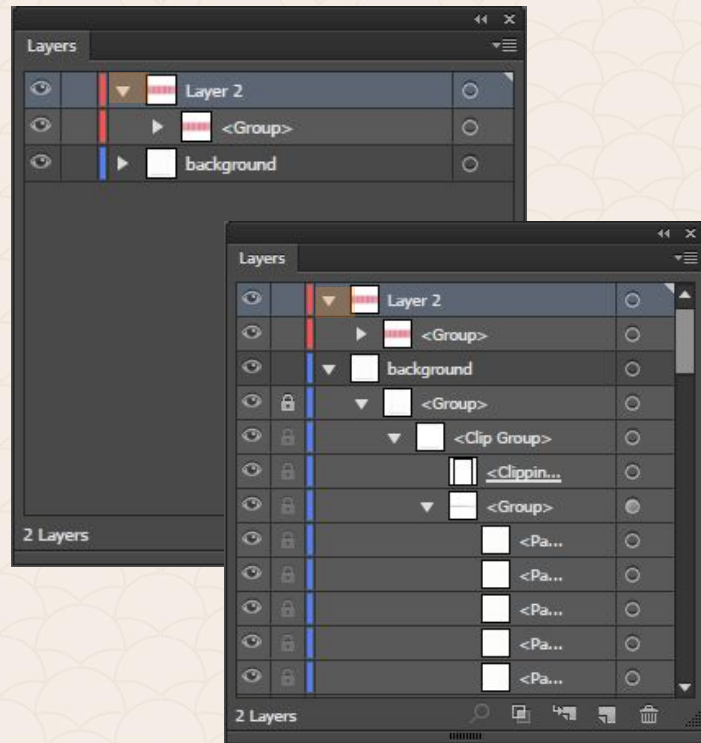 Layers
Layer 2
<Group>
background
2 Layers
Layers
Layer 2
<Group>
background
<Group>
<Clip Group>
<Clippin...
<Group>
<Pa...
<Pa...
<Pa...
<Pa...
<Pa...
2 Layers